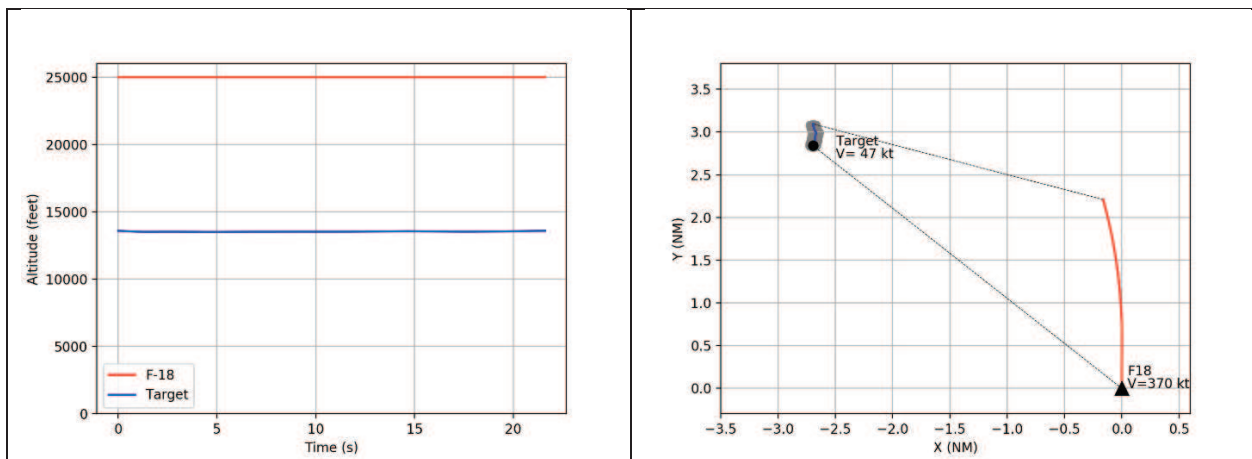 25000
20000
15000
10000
5000
0
Altitude (feet)
F-18
Target
0
5
10
15
20
Time (s)
3.5
3.0
2.5
2.0
1.5
1.0
0.5
0.0
Y (NM)
Target
V= 47 kt
F18
V=370 kt
−3.5
−3.0
−2.5
−2.0
−1.5
−1.0
−0.5
0.0
0.5
X (NM)